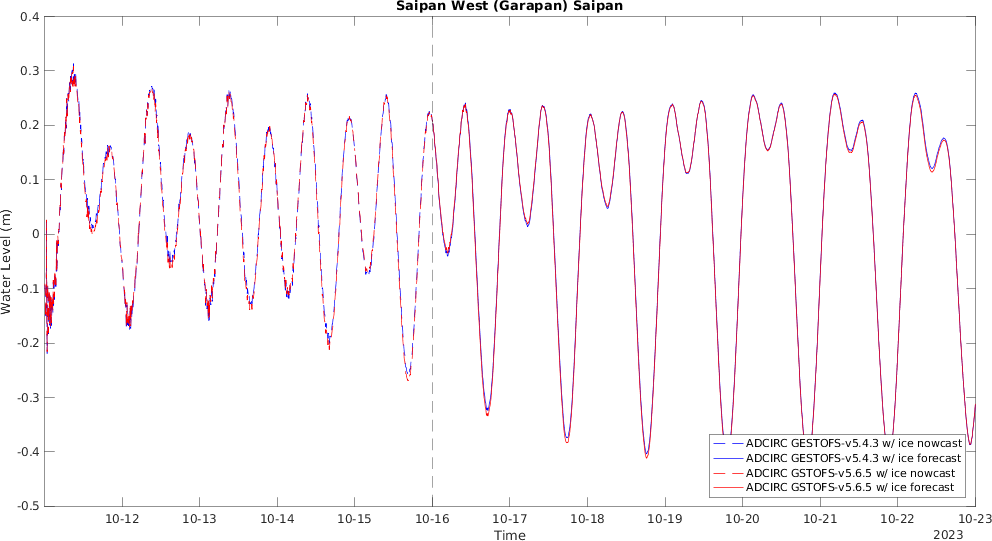 Saipan West (Garapan) Saipan
0.4
0.3
0.2
0.1
0
-0.1
-0.2
-0.3
-0.4
-0.5
Water Level (m)
ADCIRC GESTOFS-v5.4.3 w/ ice nowcast
ADCIRC GESTOFS-v5.4.3 w/ ice forecast
ADCIRC GSTOFS-v5.6.5 w/ ice nowcast
ADCIRC GSTOFS-v5.6.5 w/ ice forecast
10-12 10-13 10-14 10-15 10-16 10-17 10-18 10-19 10-20 10-21 10-22 10-23
Time
2023